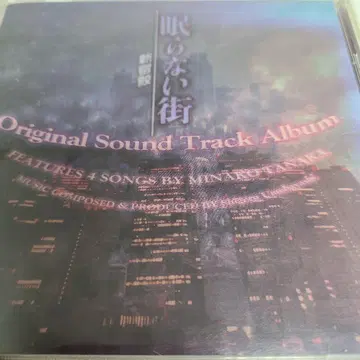 眠らない街
新宿鮫
Original Sound Track Album
FEATURES 4 SONGS BY MINAKO TANAKA
MUSIC COMPOSED & PRODUCED BY